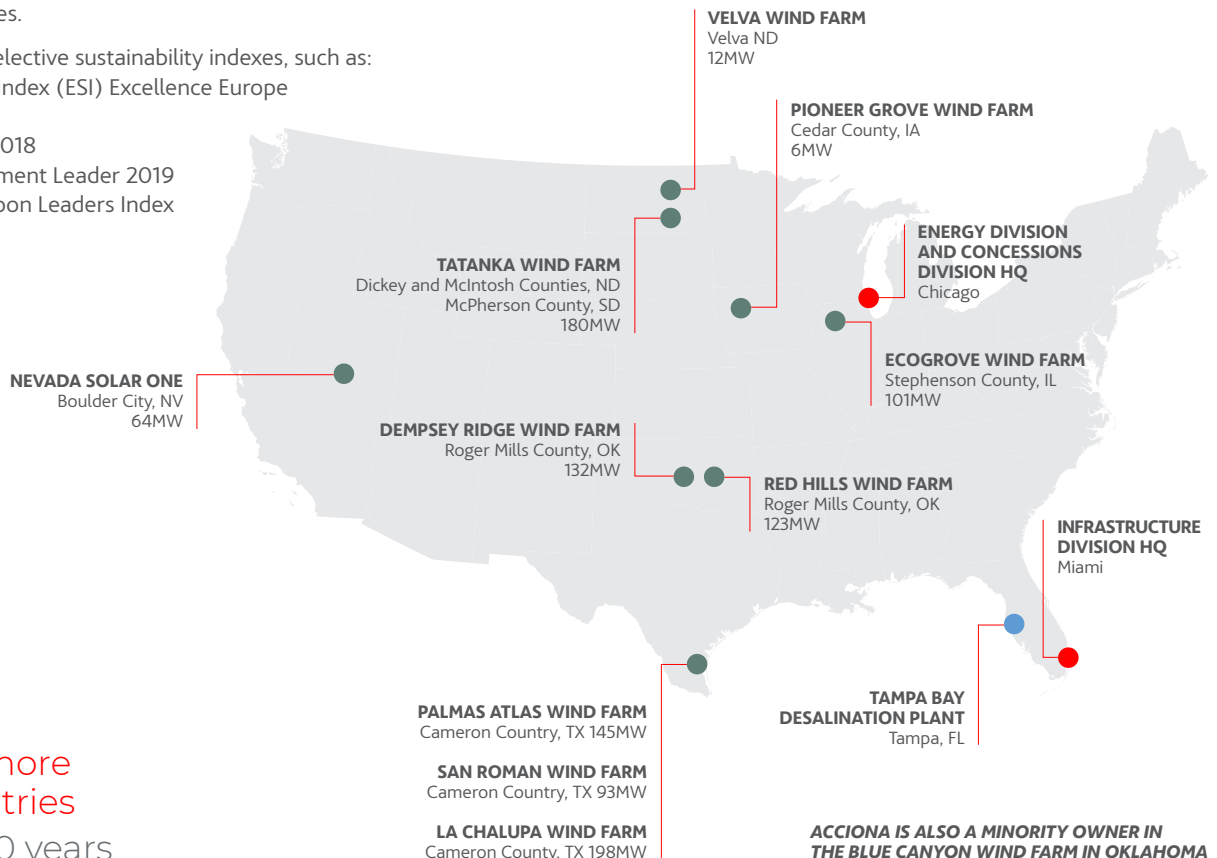 es.
elective sustainability indexes, such as:
ndex (ESI) Excellence Europe
018
ment Leader 2019
bon Leaders Index
VELVA WIND FARM
Velva ND
12MW
PIONEER GROVE WIND FARM
Cedar County, IA
6MW
ENERGY DIVISION
AND CONCESSIONS
DIVISION HQ
Chicago
TATANKA WIND FARM
Dickey and McIntosh Counties, ND
McPherson County, SD
180MW
ECOGROVE WIND FARM
Stephenson County, IL
101MW
NEVADA SOLAR ONE
Boulder City, NV
64MW
DEMPSEY RIDGE WIND FARM
Roger Mills County, OK
132MW
RED HILLS WIND FARM
Roger Mills County, OK
123MW
INFRASTRUCTURE
DIVISION HQ
Miami
TAMPA BAY
DESALINATION PLANT
Tampa, FL
PALMAS ATLAS WIND FARM
Cameron Country, TX 145MW
SAN ROMAN WIND FARM
Cameron Country, TX 93MW
LA CHALUPA WIND FARM
Cameron County, TX 198MW
more
tries
0 years
ACCIONA IS ALSO A MINORITY OWNER IN
THE BLUE CANYON WIND FARM IN OKLAHOMA